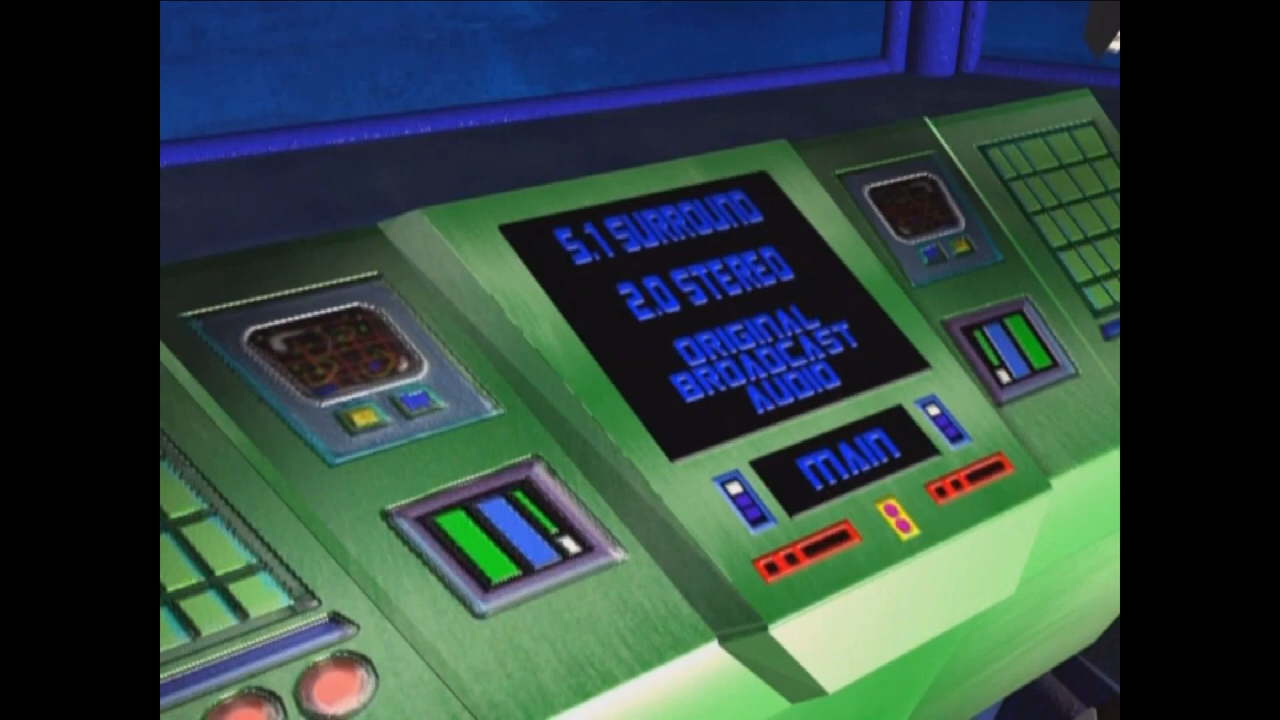 5.1 SURROUND
2.0 STEREO
ORIGINAL
BROADCAST
AUDIO
MAIN